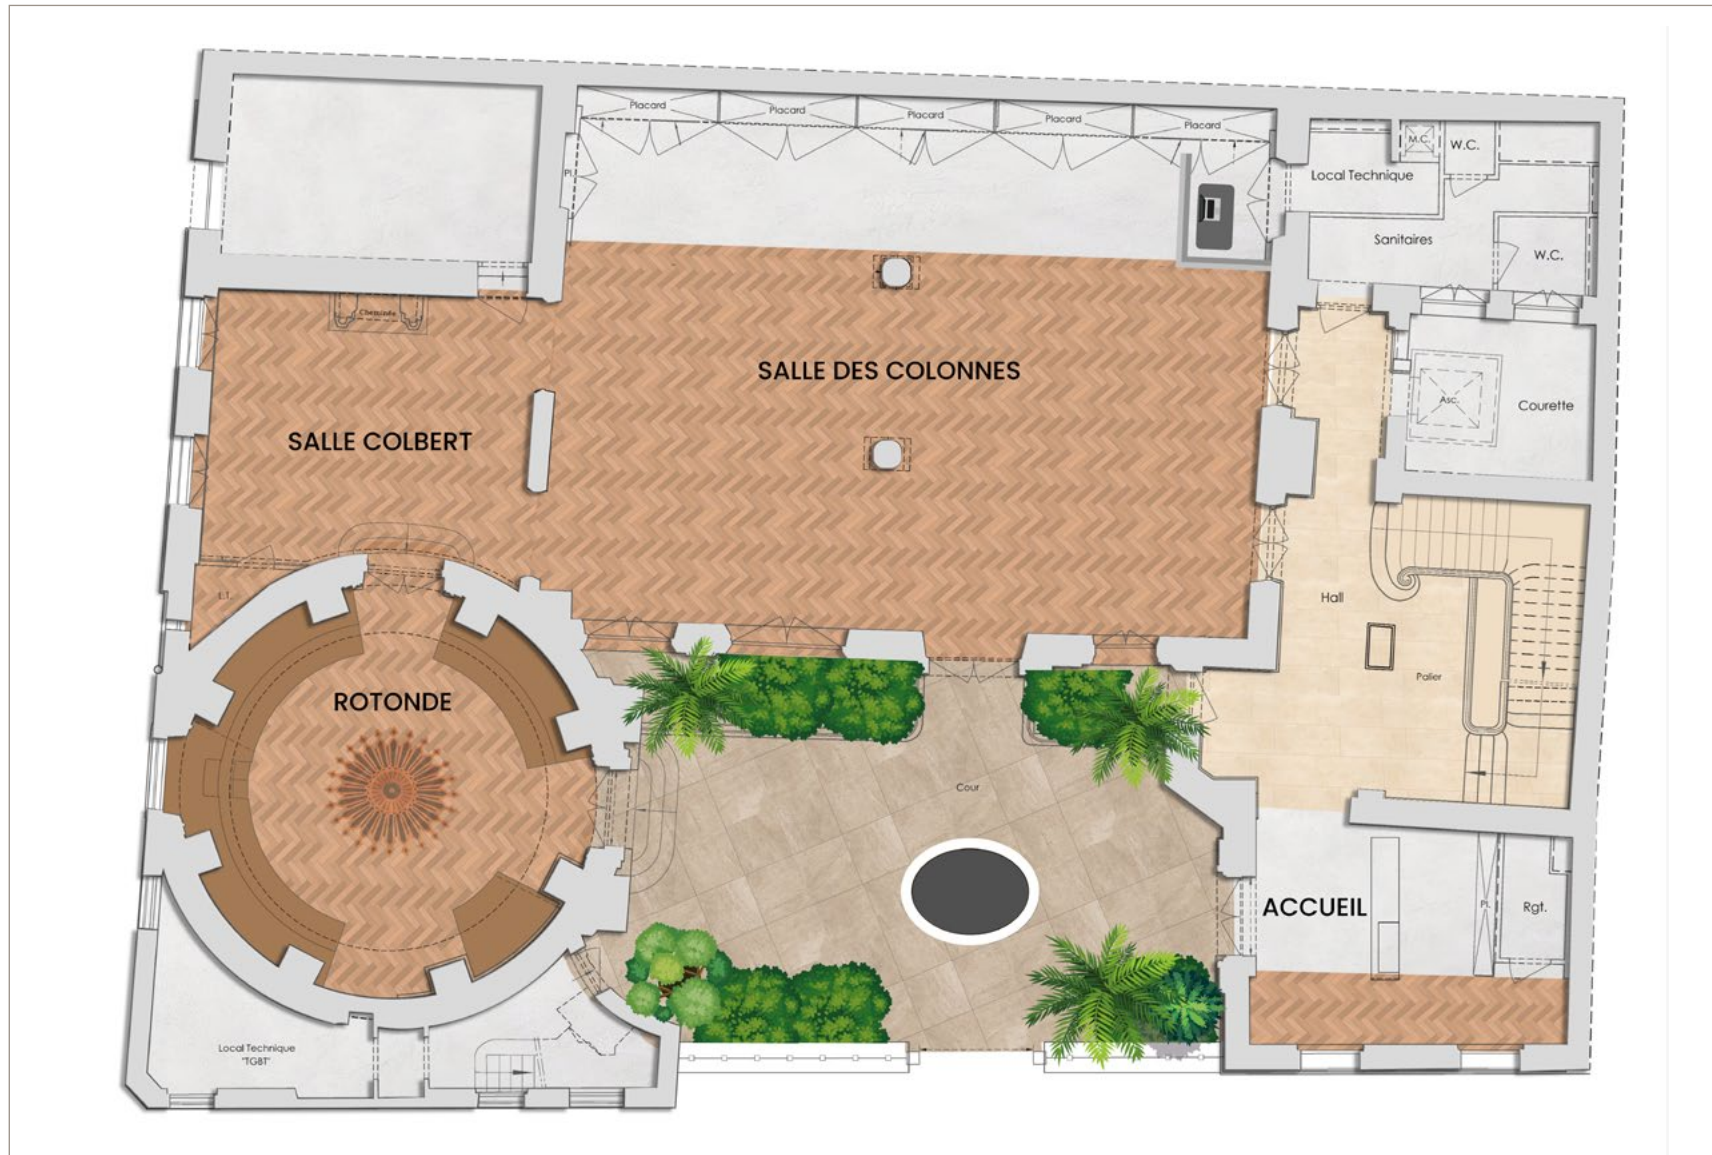 Placard
Placard
Placard
Placard
Placard
M.C.
W.C.
Pl.
Local Technique
Sanitaires
W.C.
Cheminée
SALLE DES COLONNES
Asc.
Courette
SALLE COLBERT
Hall
Palier
ROTONDE
Cour
ACCUEIL
Pl.
Rgt.
Local Technique
"TGBT"